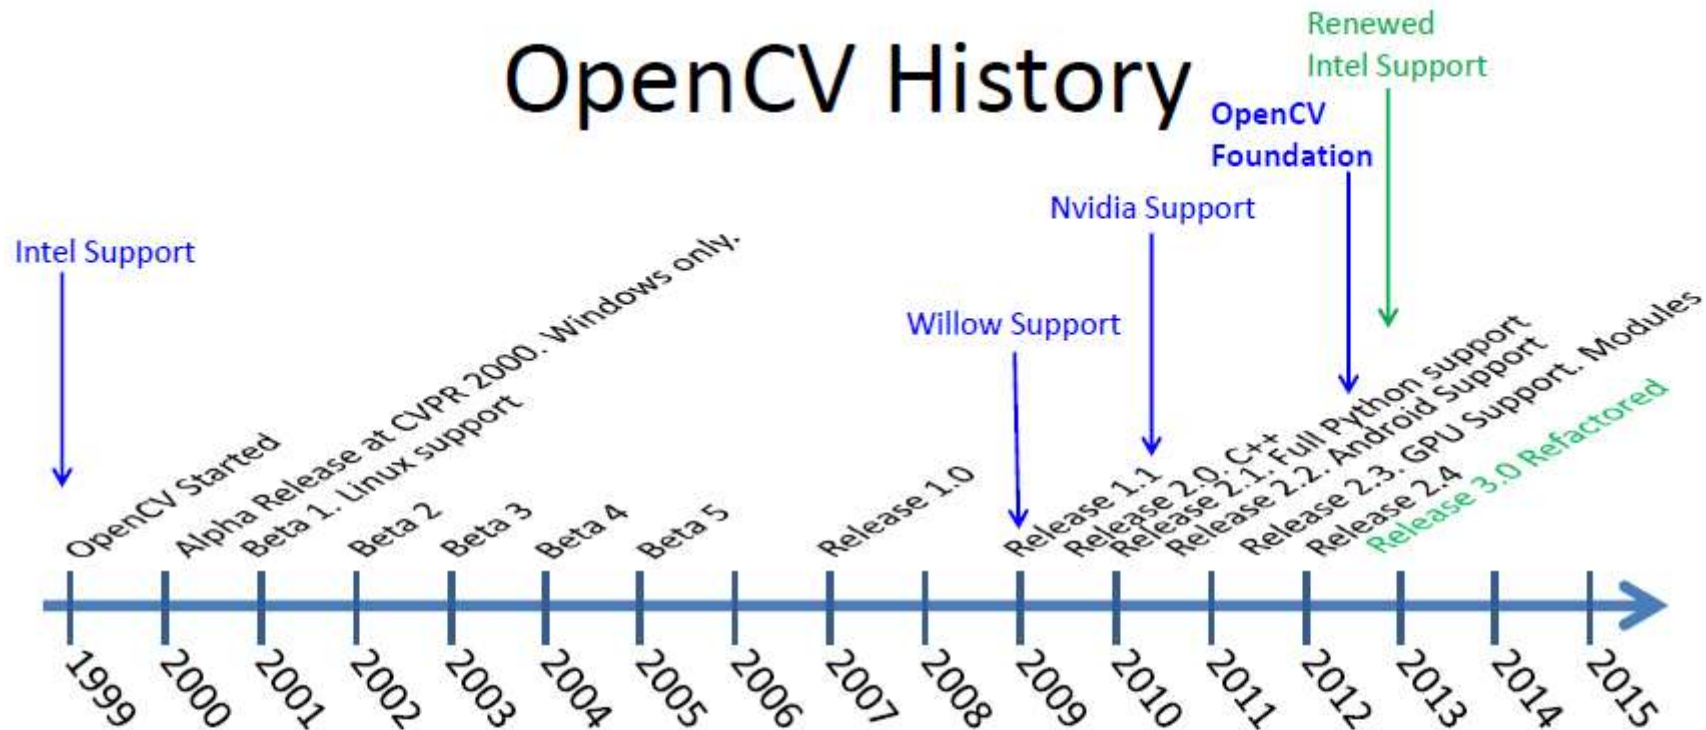 OpenCV History
Renewed
Intel Support
OpenCV
Foundation
Nvidia Support
Intel Support
Willow Support
OpenCV Started
Alpha Release at CVPR 2000. Windows only.
Beta 1. Linux support
Beta 2
Beta 3
Beta 4
Beta 5
Release 1.0
Release 1.1
Release 2.0. C++
Release 2.1. Full Python support
Release 2.2. Android Support
Release 2.3. GPU Support. Modules
Release 2.4
Release 3.0 Refactored
1999
2000
2001
2002
2003
2004
2005
2006
2007
2008
2009
2010
2011
2012
2013
2014
2015